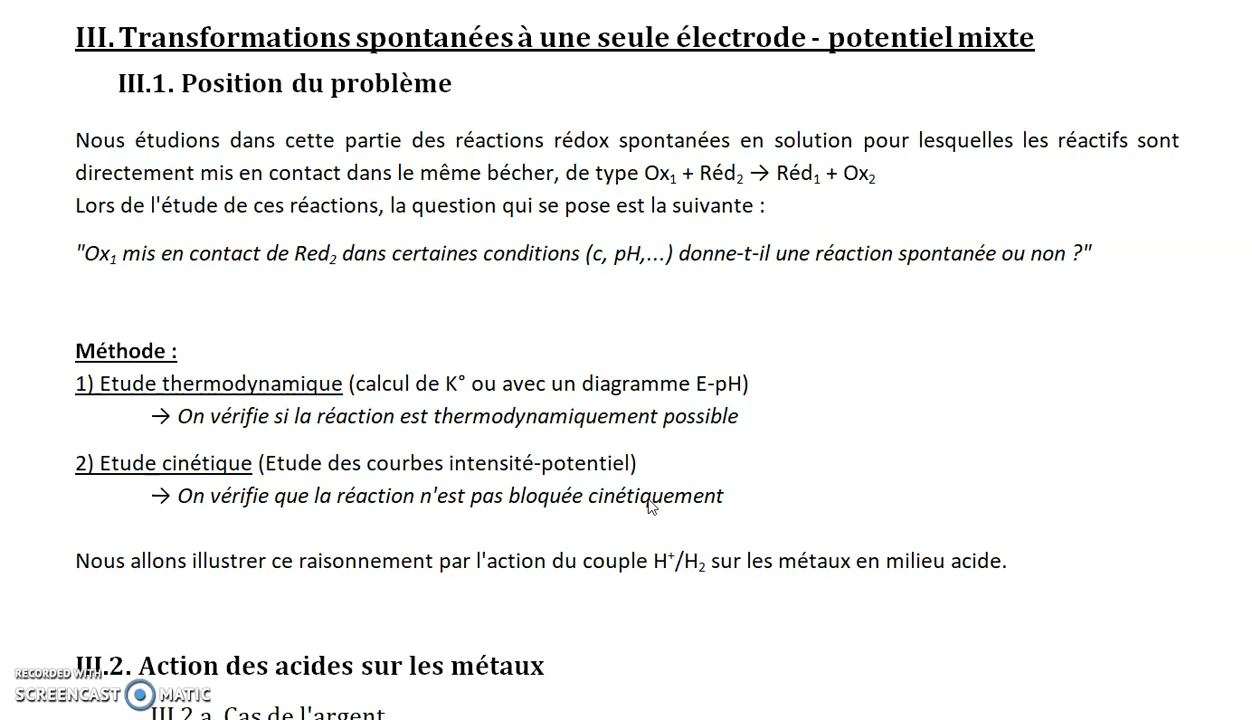 III. Transformations spontanées à une seule électrode - potentiel mixte
III.1. Position du problème
Nous étudions dans cette partie des réactions rédox spontanées en solution pour lesquelles les réactifs sont
directement mis en contact dans le même bécher, de type Ox₁ + Réd₂ → Réd₁ + Ox₂
Lors de l'étude de ces réactions, la question qui se pose est la suivante :
"Ox₁ mis en contact de Red₂ dans certaines conditions (c, pH,...) donne-t-il une réaction spontanée ou non ?"
Méthode :
1) Etude thermodynamique (calcul de K° ou avec un diagramme E-pH)
→ On vérifie si la réaction est thermodynamiquement possible
2) Etude cinétique (Etude des courbes intensité-potentiel)
→ On vérifie que la réaction n'est pas bloquée cinétiquement
Nous allons illustrer ce raisonnement par l'action du couple H⁺/H₂ sur les métaux en milieu acide.
III.2. Action des acides sur les métaux
RECORDED WITH
SCREENCAST MATIC
III.2.a. Cas de l'argent